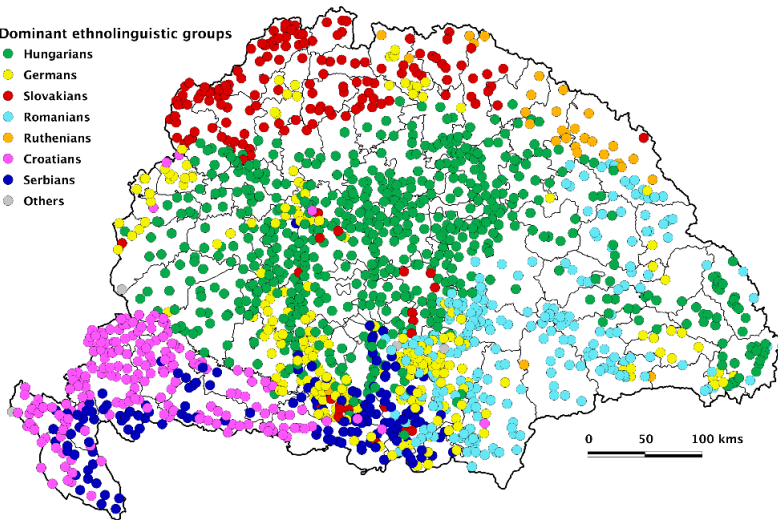 Dominant ethnolinguistic groups
Hungarians
Germans
Slovakians
Romanians
Ruthenians
Croatians
Serbians
Others
0 50 100 kms